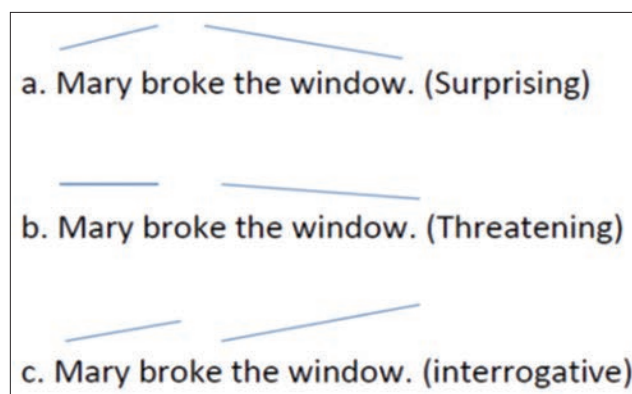 a. Mary broke the window. (Surprising)
b. Mary broke the window. (Threatening)
c. Mary broke the window. (interrogative)